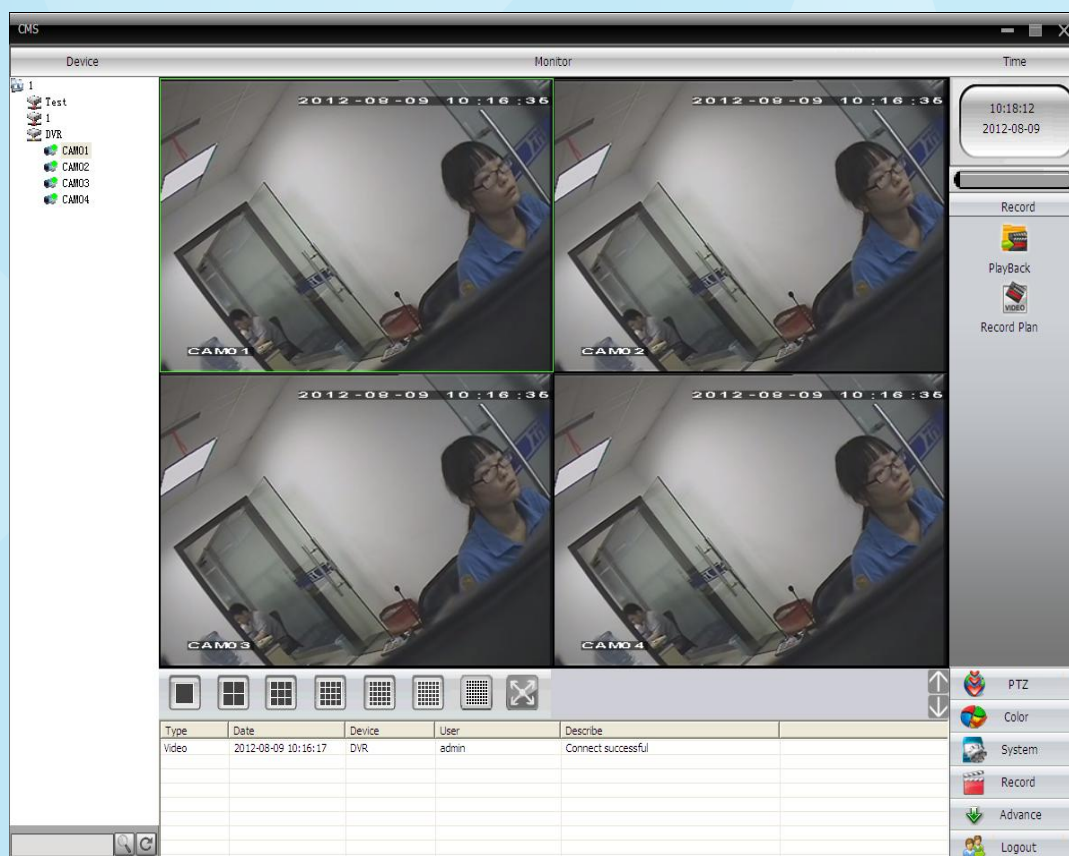 CMS
Device
Monitor
Time
1
Test
1
DVR
CAM01
CAM02
CAM03
CAM04
2012-08-09 10:16:36
CAM01
2012-08-09 10:16:36
CAM02
2012-08-09 10:16:36
CAM03
2012-08-09 10:16:36
CAM04
10:18:12
2012-08-09
Record
PlayBack
VIDEO
Record Plan
PTZ
Color
System
Record
Advance
Logout
Type Date Device User Describe
Video 2012-08-09 10:16:17 DVR admin Connect successful